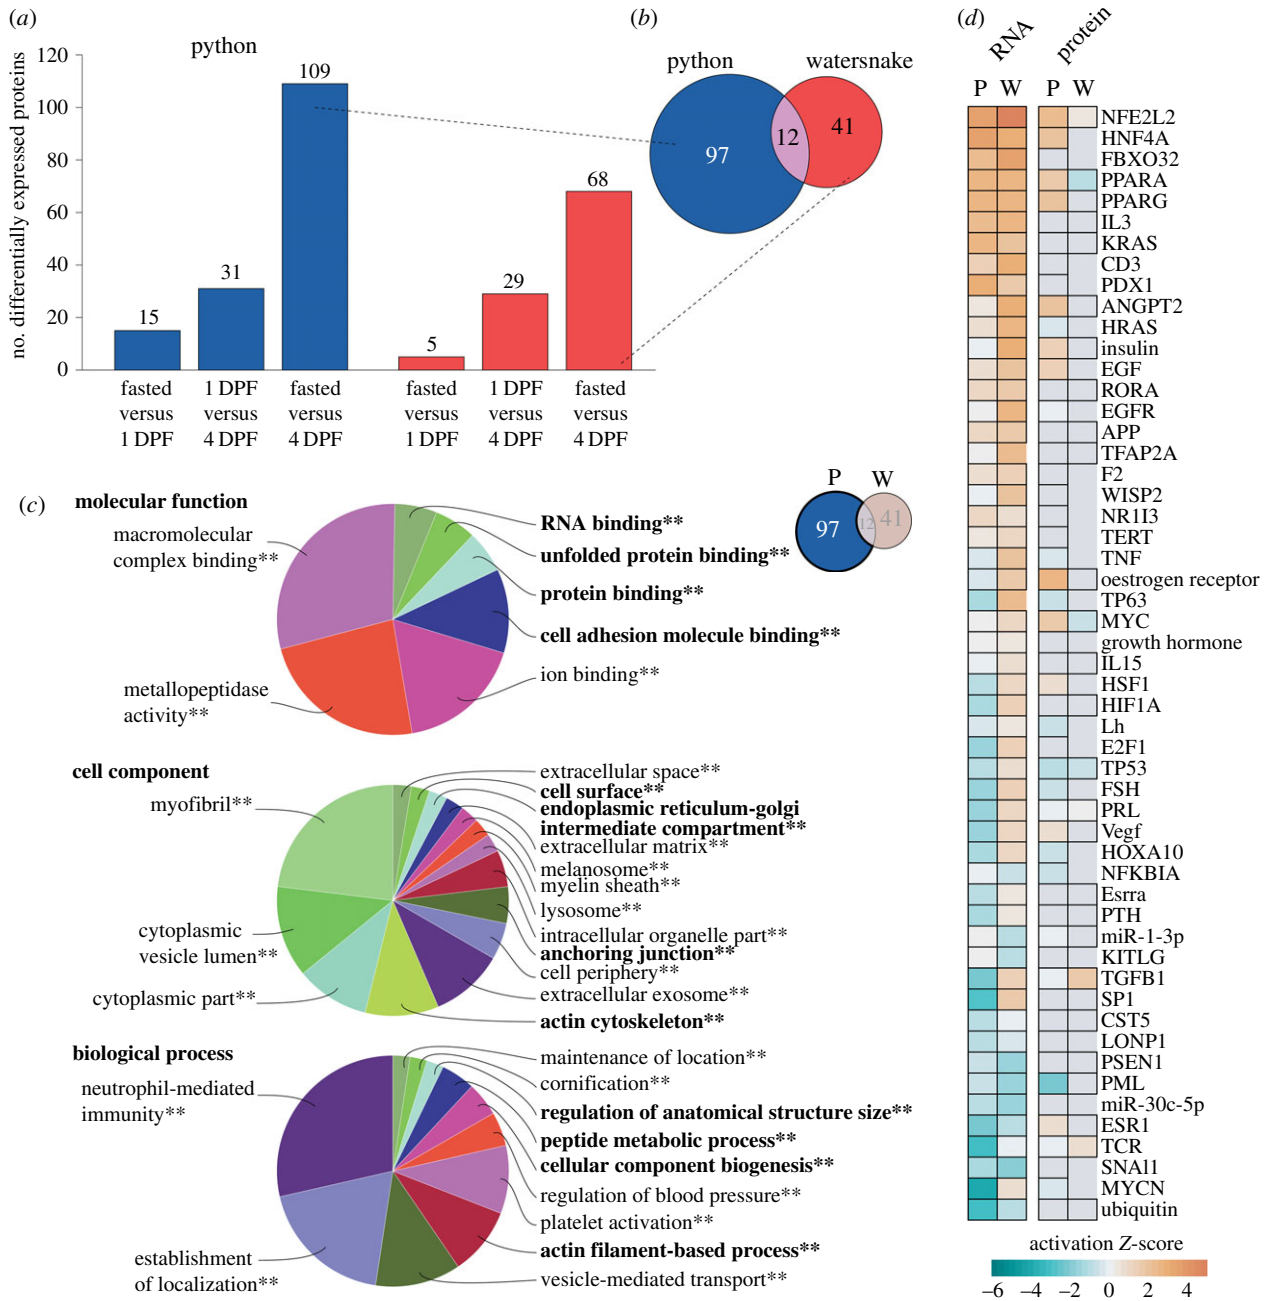 (a)
python
no. differentially expressed proteins
120
100
80
60
40
20
0
15
31
109
5
29
68
fasted versus 1 DPF
1 DPF versus 4 DPF
fasted versus 4 DPF
fasted versus 1 DPF
1 DPF versus 4 DPF
fasted versus 4 DPF
(b)
python
watersnake
97
12
41
(c)
P
W
97
12
41
molecular function
macromolecular
complex binding**
metallopeptidase
activity**
RNA binding**
unfolded protein binding**
protein binding**
cell adhesion molecule binding**
ion binding**
cell component
myofibril**
cytoplasmic
vesicle lumen**
cytoplasmic part**
extracellular space**
cell surface**
endoplasmic reticulum-golgi
intermediate compartment**
extracellular matrix**
melanosome**
myelin sheath**
lysosome**
intracellular organelle part**
anchoring junction**
cell periphery**
extracellular exosome**
actin cytoskeleton**
biological process
neutrophil-mediated
immunity**
establishment
of localization**
maintenance of location**
cornification**
regulation of anatomical structure size**
peptide metabolic process**
cellular component biogenesis**
regulation of blood pressure**
platelet activation**
actin filament-based process**
vesicle-mediated transport**
(d)
RNA
protein
P W P W
NFE2L2
HNF4A
FBXO32
PPARA
PPARG
IL3
KRAS
CD3
PDX1
ANGPT2
HRAS
insulin
EGF
RORA
EGFR
APP
TFAP2A
F2
WISP2
NR1I3
TERT
TNF
oestrogen receptor
TP63
MYC
growth hormone
IL15
HSF1
HIF1A
Lh
E2F1
TP53
FSH
PRL
Vegf
HOXA10
NFKBIA
Esrra
PTH
miR-1-3p
KITLG
TGFB1
SP1
CST5
LONP1
PSEN1
PML
miR-30c-5p
ESR1
TCR
SNAI1
MYCN
ubiquitin
activation Z-score
−6 −4 −2 0 2 4